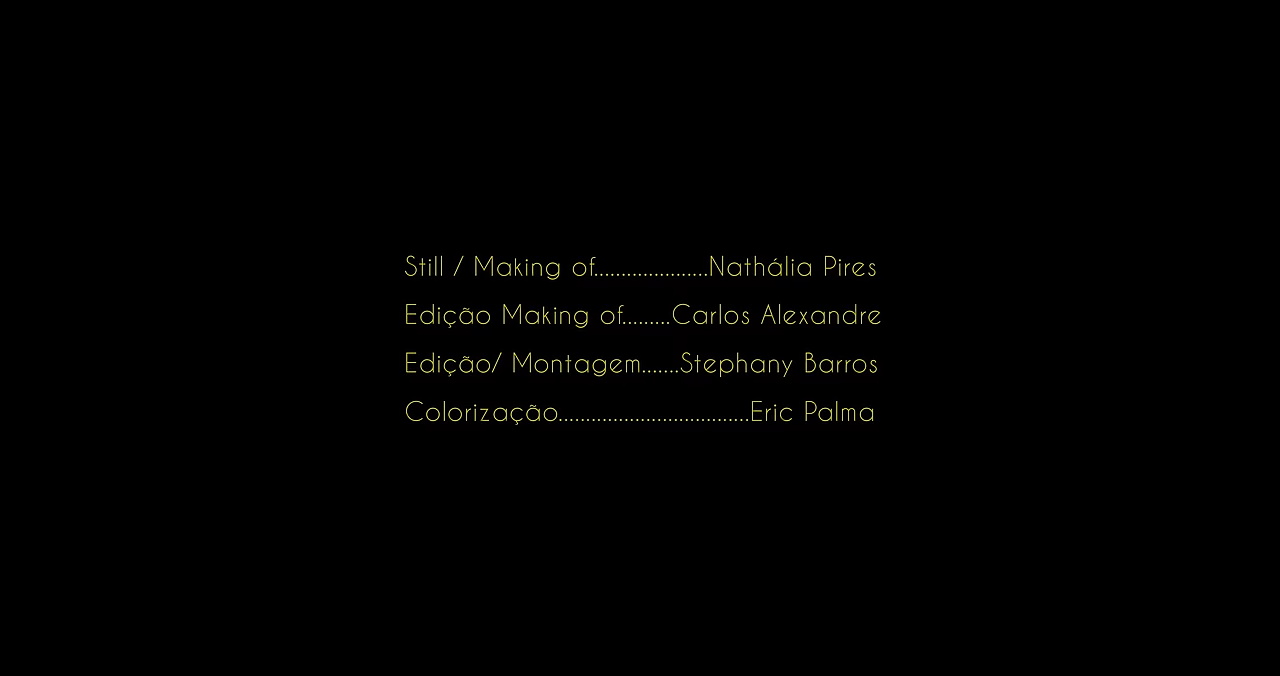 Still / Making of.....................Nathália Pires
Edição Making of.........Carlos Alexandre
Edição/ Montagem.......Stephany Barros
Colorização...................................Eric Palma